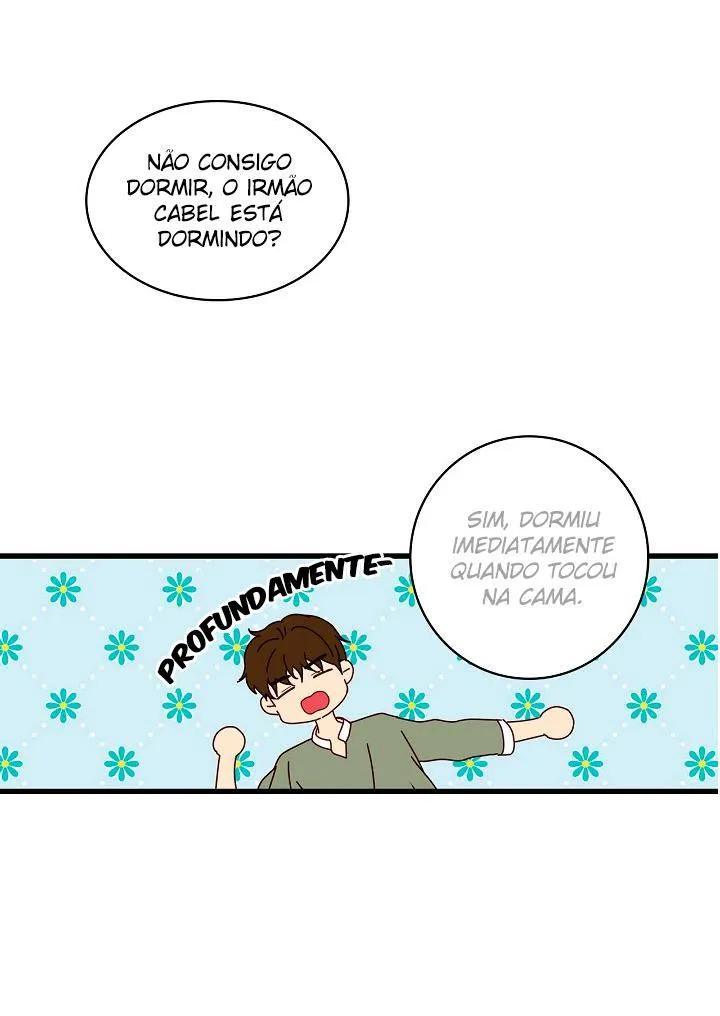 NÃO CONSIGO
DORMIR, O IRMÃO
CABEL ESTÁ
DORMINDO?
SIM, DORMIU
IMEDIATAMENTE
QUANDO TOCOU
NA CAMA.
PROFUNDAMENTE-